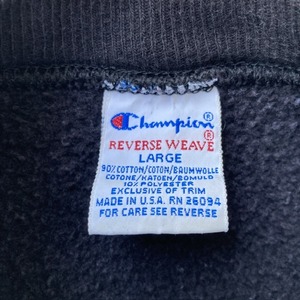 Champion®
REVERSE WEAVE®
LARGE
90% COTTON/COTON/BAUMWOLLE
COTONE/KATOEN/BOMULD
10% POLYESTER
EXCLUSIVE OF TRIM
MADE IN U.S.A. RN 26094
FOR CARE SEE REVERSE